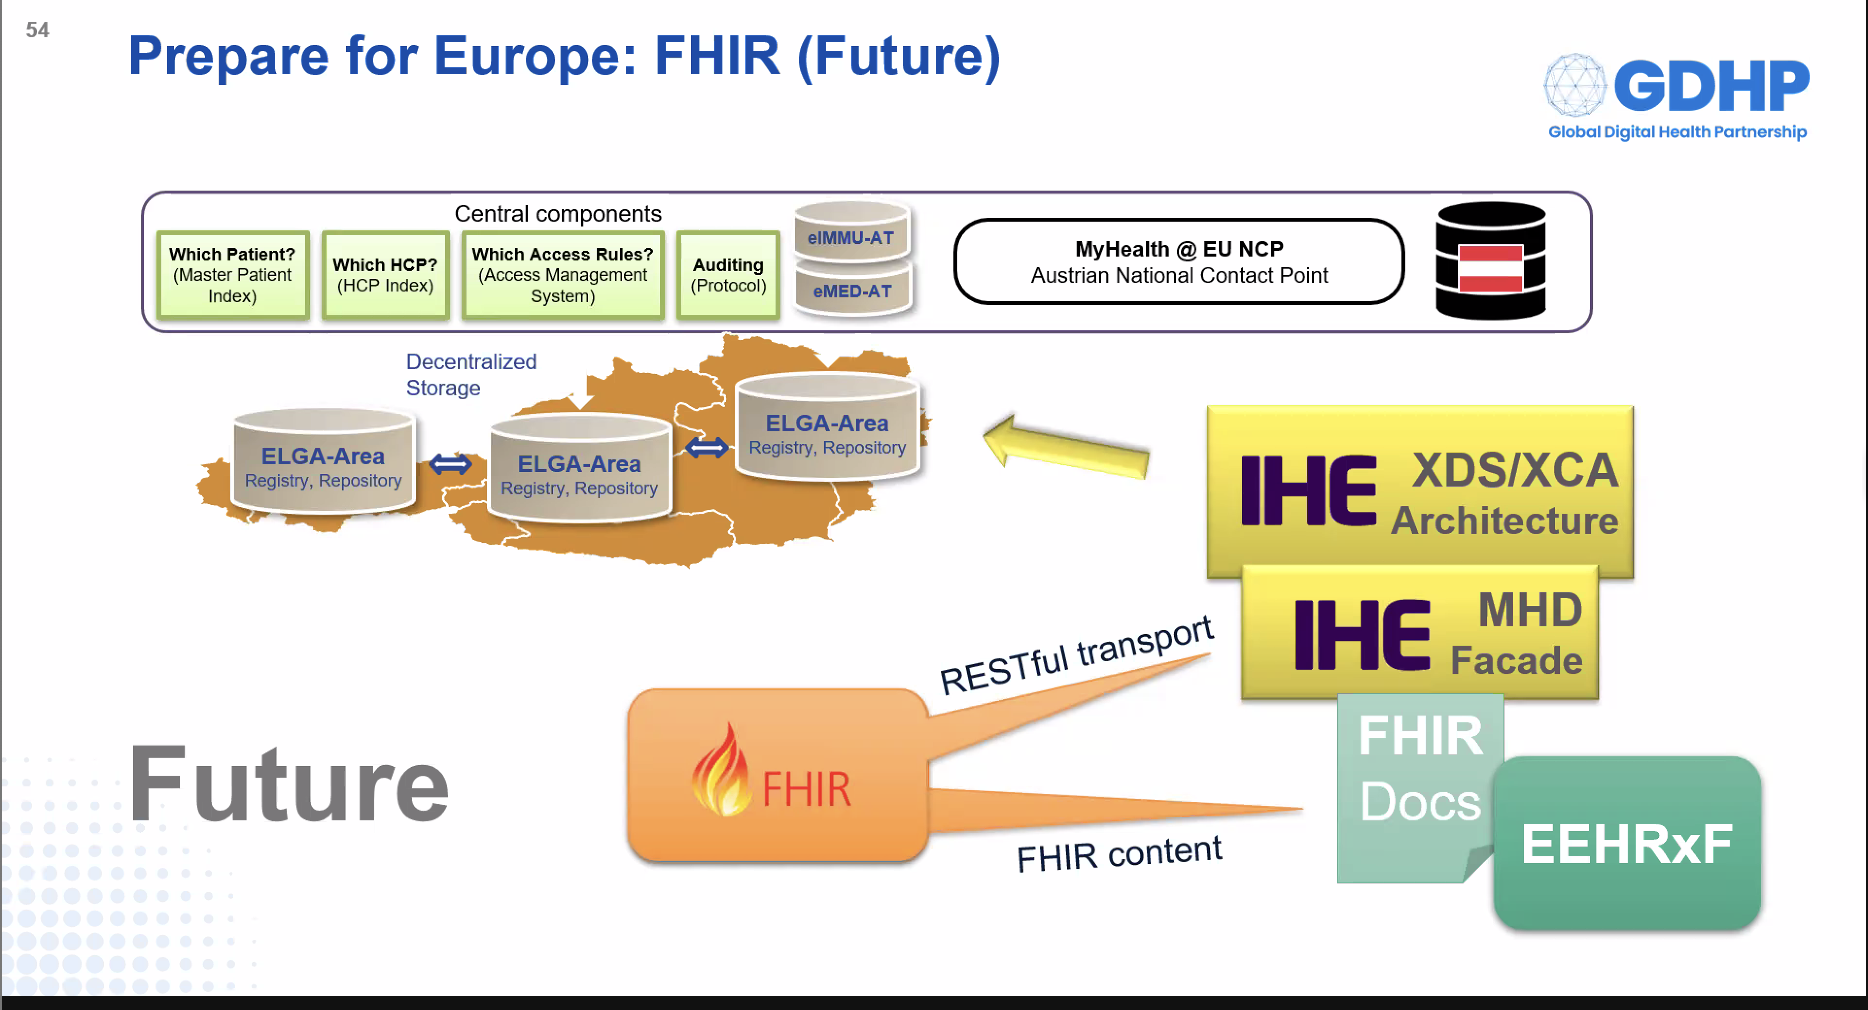 54
Prepare for Europe: FHIR (Future)
GDHP
Global Digital Health Partnership
Central components
Which Patient?
(Master Patient
Index)
Which HCP?
(HCP Index)
Which Access Rules?
(Access Management
System)
Auditing
(Protocol)
eIMMU-AT
eMED-AT
MyHealth @ EU NCP
Austrian National Contact Point
Decentralized
Storage
ELGA-Area
Registry, Repository
ELGA-Area
Registry, Repository
ELGA-Area
Registry, Repository
IHE XDS/XCA
Architecture
IHE MHD
Facade
RESTful transport
FHIR
FHIR content
FHIR
Docs
EEHRxF
Future